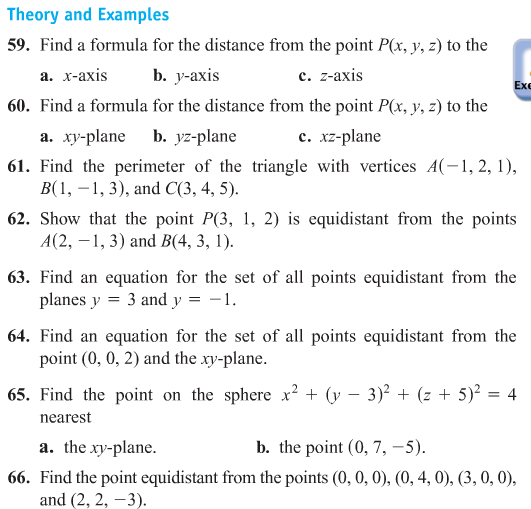 Theory and Examples
59. Find a formula for the distance from the point P(x, y, z) to the
a. x-axis b. y-axis c. z-axis
60. Find a formula for the distance from the point P(x, y, z) to the
a. xy-plane b. yz-plane c. xz-plane
61. Find the perimeter of the triangle with vertices A(−1, 2, 1),
B(1, −1, 3), and C(3, 4, 5).
62. Show that the point P(3, 1, 2) is equidistant from the points
A(2, −1, 3) and B(4, 3, 1).
63. Find an equation for the set of all points equidistant from the
planes y = 3 and y = −1.
64. Find an equation for the set of all points equidistant from the
point (0, 0, 2) and the xy-plane.
65. Find the point on the sphere x² + (y − 3)² + (z + 5)² = 4
nearest
a. the xy-plane. b. the point (0, 7, −5).
66. Find the point equidistant from the points (0, 0, 0), (0, 4, 0), (3, 0, 0),
and (2, 2, −3).